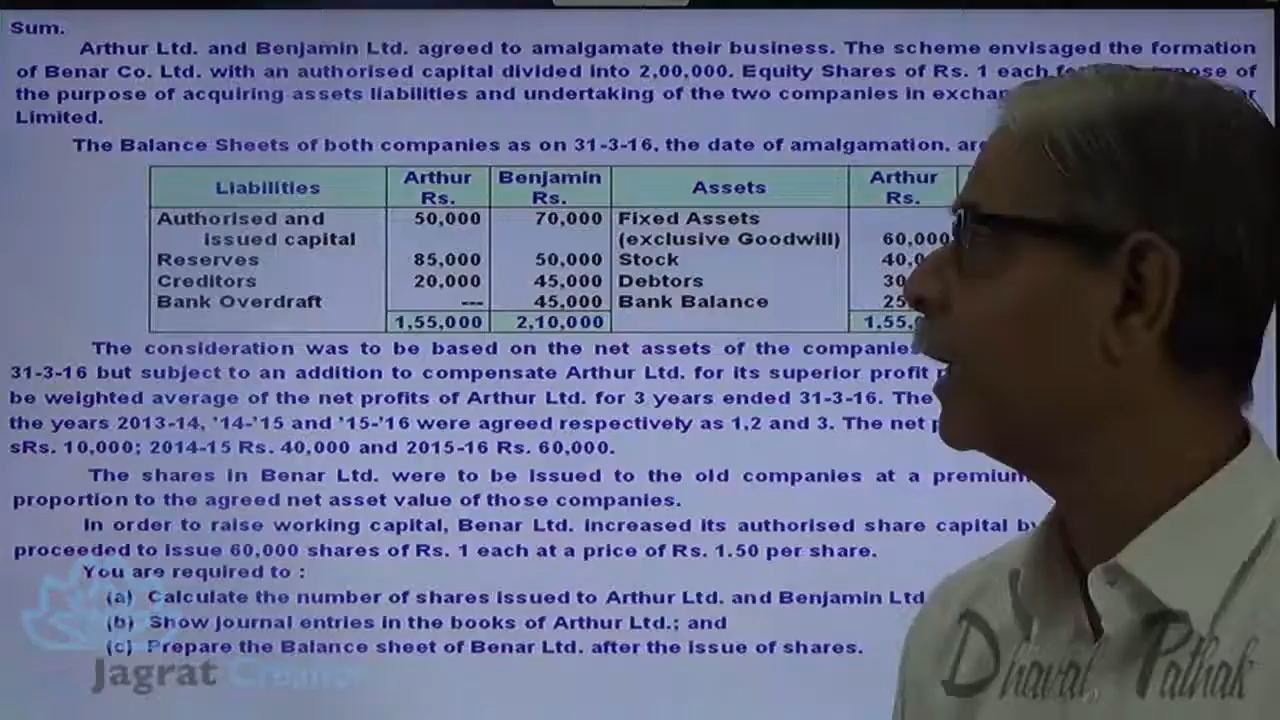 Sum.
Arthur Ltd. and Benjamin Ltd. agreed to amalgamate their business. The scheme envisaged the formation
of Benar Co. Ltd. with an authorised capital divided into 2,00,000. Equity Shares of Rs. 1 each of
the purpose of acquiring assets liabilities and undertaking of the two companies in
Limited.
The Balance Sheets of both companies as on 31-3-16, the date of amalgamation,
Liabilities Arthur Rs. Benjamin Rs. Assets Arthur Rs.
Authorised and 50,000 70,000 Fixed Assets
issued capital (exclusive Goodwill) 60,000
Reserves 85,000 50,000 Stock
Creditors 20,000 45,000 Debtors
Bank Overdraft --- 45,000 Bank Balance
1,55,000 2,10,000
The consideration was to be based on the net assets of the
31-3-16 but subject to an addition to compensate Arthur Ltd. for its superior profit
be weighted average of the net profits of Arthur Ltd. for 3 years ended 31-3-16. The
the years 2013-14, '14-'15 and '15-'16 were agreed respectively as 1,2 and 3. The net
sRs. 10,000; 2014-15 Rs. 40,000 and 2015-16 Rs. 60,000.
The shares in Benar Ltd. were to be issued to the old companies at a premium
proportion to the agreed net asset value of those companies.
In order to raise working capital, Benar Ltd. increased its authorised share capital
proceeded to issue 60,000 shares of Rs. 1 each at a price of Rs. 1.50 per share.
You are required to :
(a) Calculate the number of shares issued to Arthur Ltd. and Benjamin Ltd
(b) Show journal entries in the books of Arthur Ltd.; and
(c) Prepare the Balance sheet of Benar Ltd. after the issue of shares.
Jagrat
Dhaval Pathak